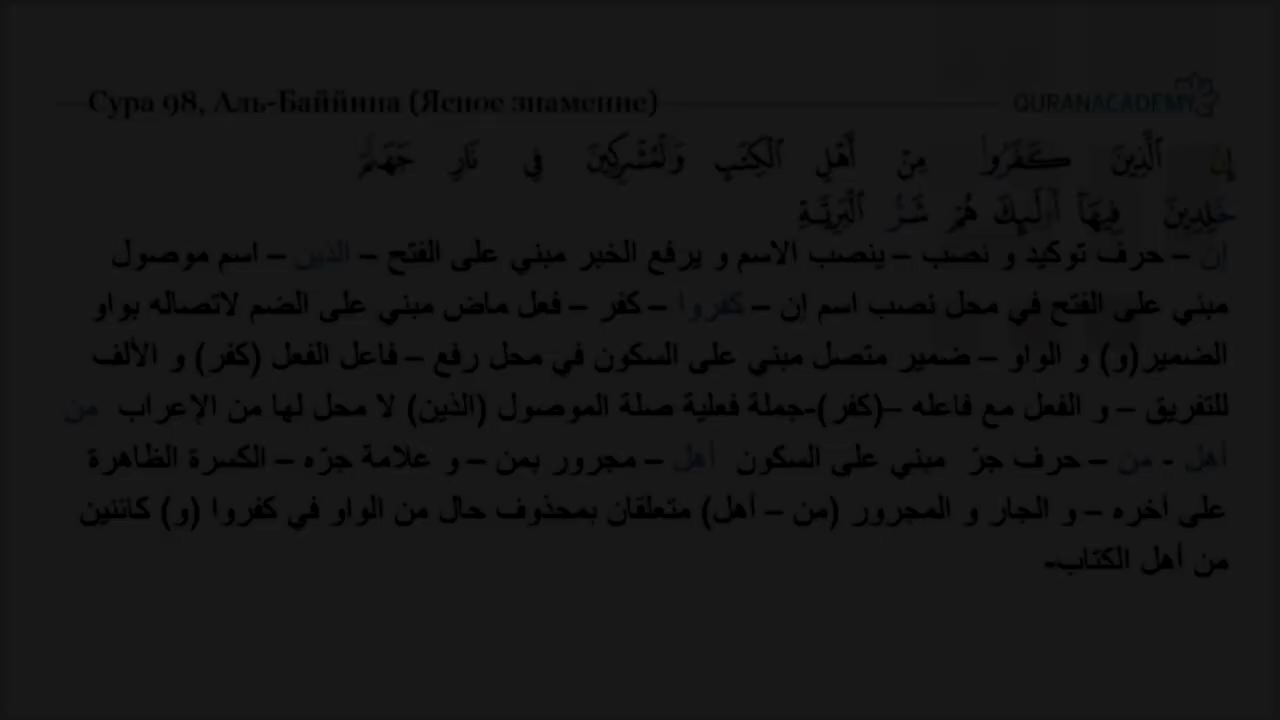 Сура 98, Аль-Баййина (Ясное знамение)
QURANACADEMY
إِنَّ الَّذِينَ كَفَرُوا مِنْ أَهْلِ الْكِتَابِ وَالْمُشْرِكِينَ فِي نَارِ جَهَنَّمَ
خَالِدِينَ فِيهَا أُولَئِكَ هُمْ شَرُّ الْبَرِيَّةِ
إن – حرف توكيد و نصب – ينصب الاسم و يرفع الخبر مبني على الفتح – الذين – اسم موصول
مبني على الفتح في محل نصب اسم إن – كفروا – كفر – فعل ماض مبني على الضم لاتصاله بواو
الضمير(و) و الواو – ضمير متصل مبني على السكون في محل رفع – فاعل الفعل (كفر) و الألف
للتفريق – و الفعل مع فاعله –(كفر)-جملة فعلية صلة الموصول (الذين) لا محل لها من الإعراب من
أهل - من – حرف جرّ مبني على السكون أهل – مجرور بمن – و علامة جرّه – الكسرة الظاهرة
على آخره – و الجار و المجرور (من – أهل) متعلقان بمحذوف حال من الواو في كفروا (و) كائنين
من أهل الكتاب-